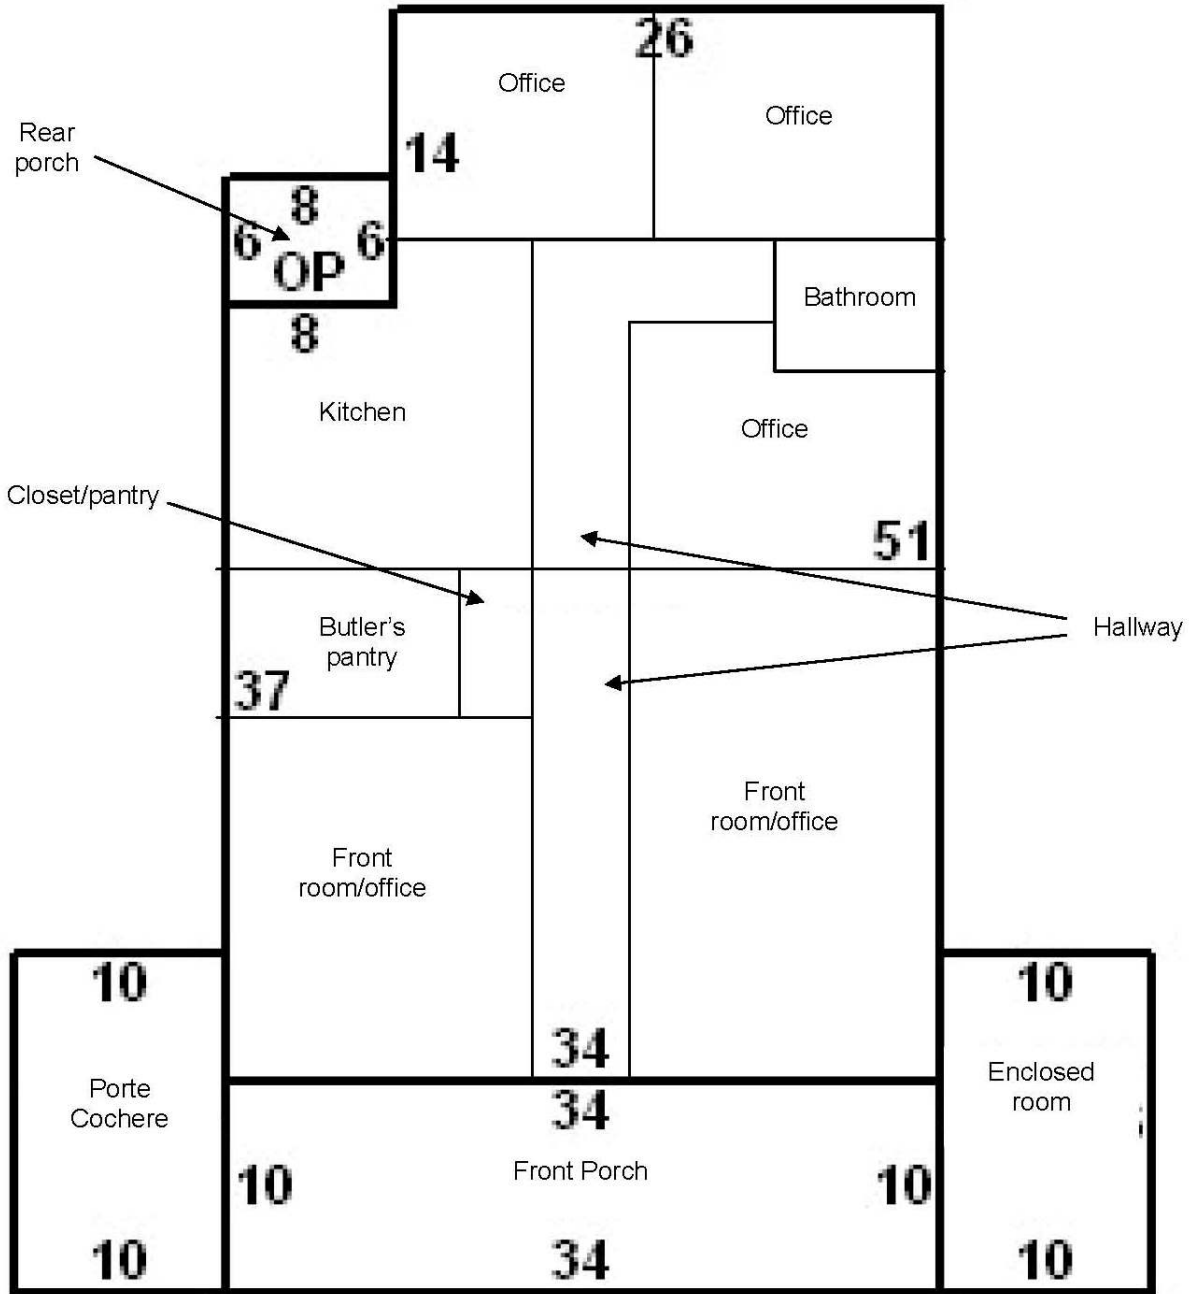 26
Office
Office
Rear
porch
14
8
6
6
OP
Bathroom
8
Kitchen
Office
Closet/pantry
51
Butler's
pantry
Hallway
37
Front
room/office
Front
room/office
10
10
34
Porte
Cochere
Enclosed
room
34
Front Porch
10
10
10
34
10